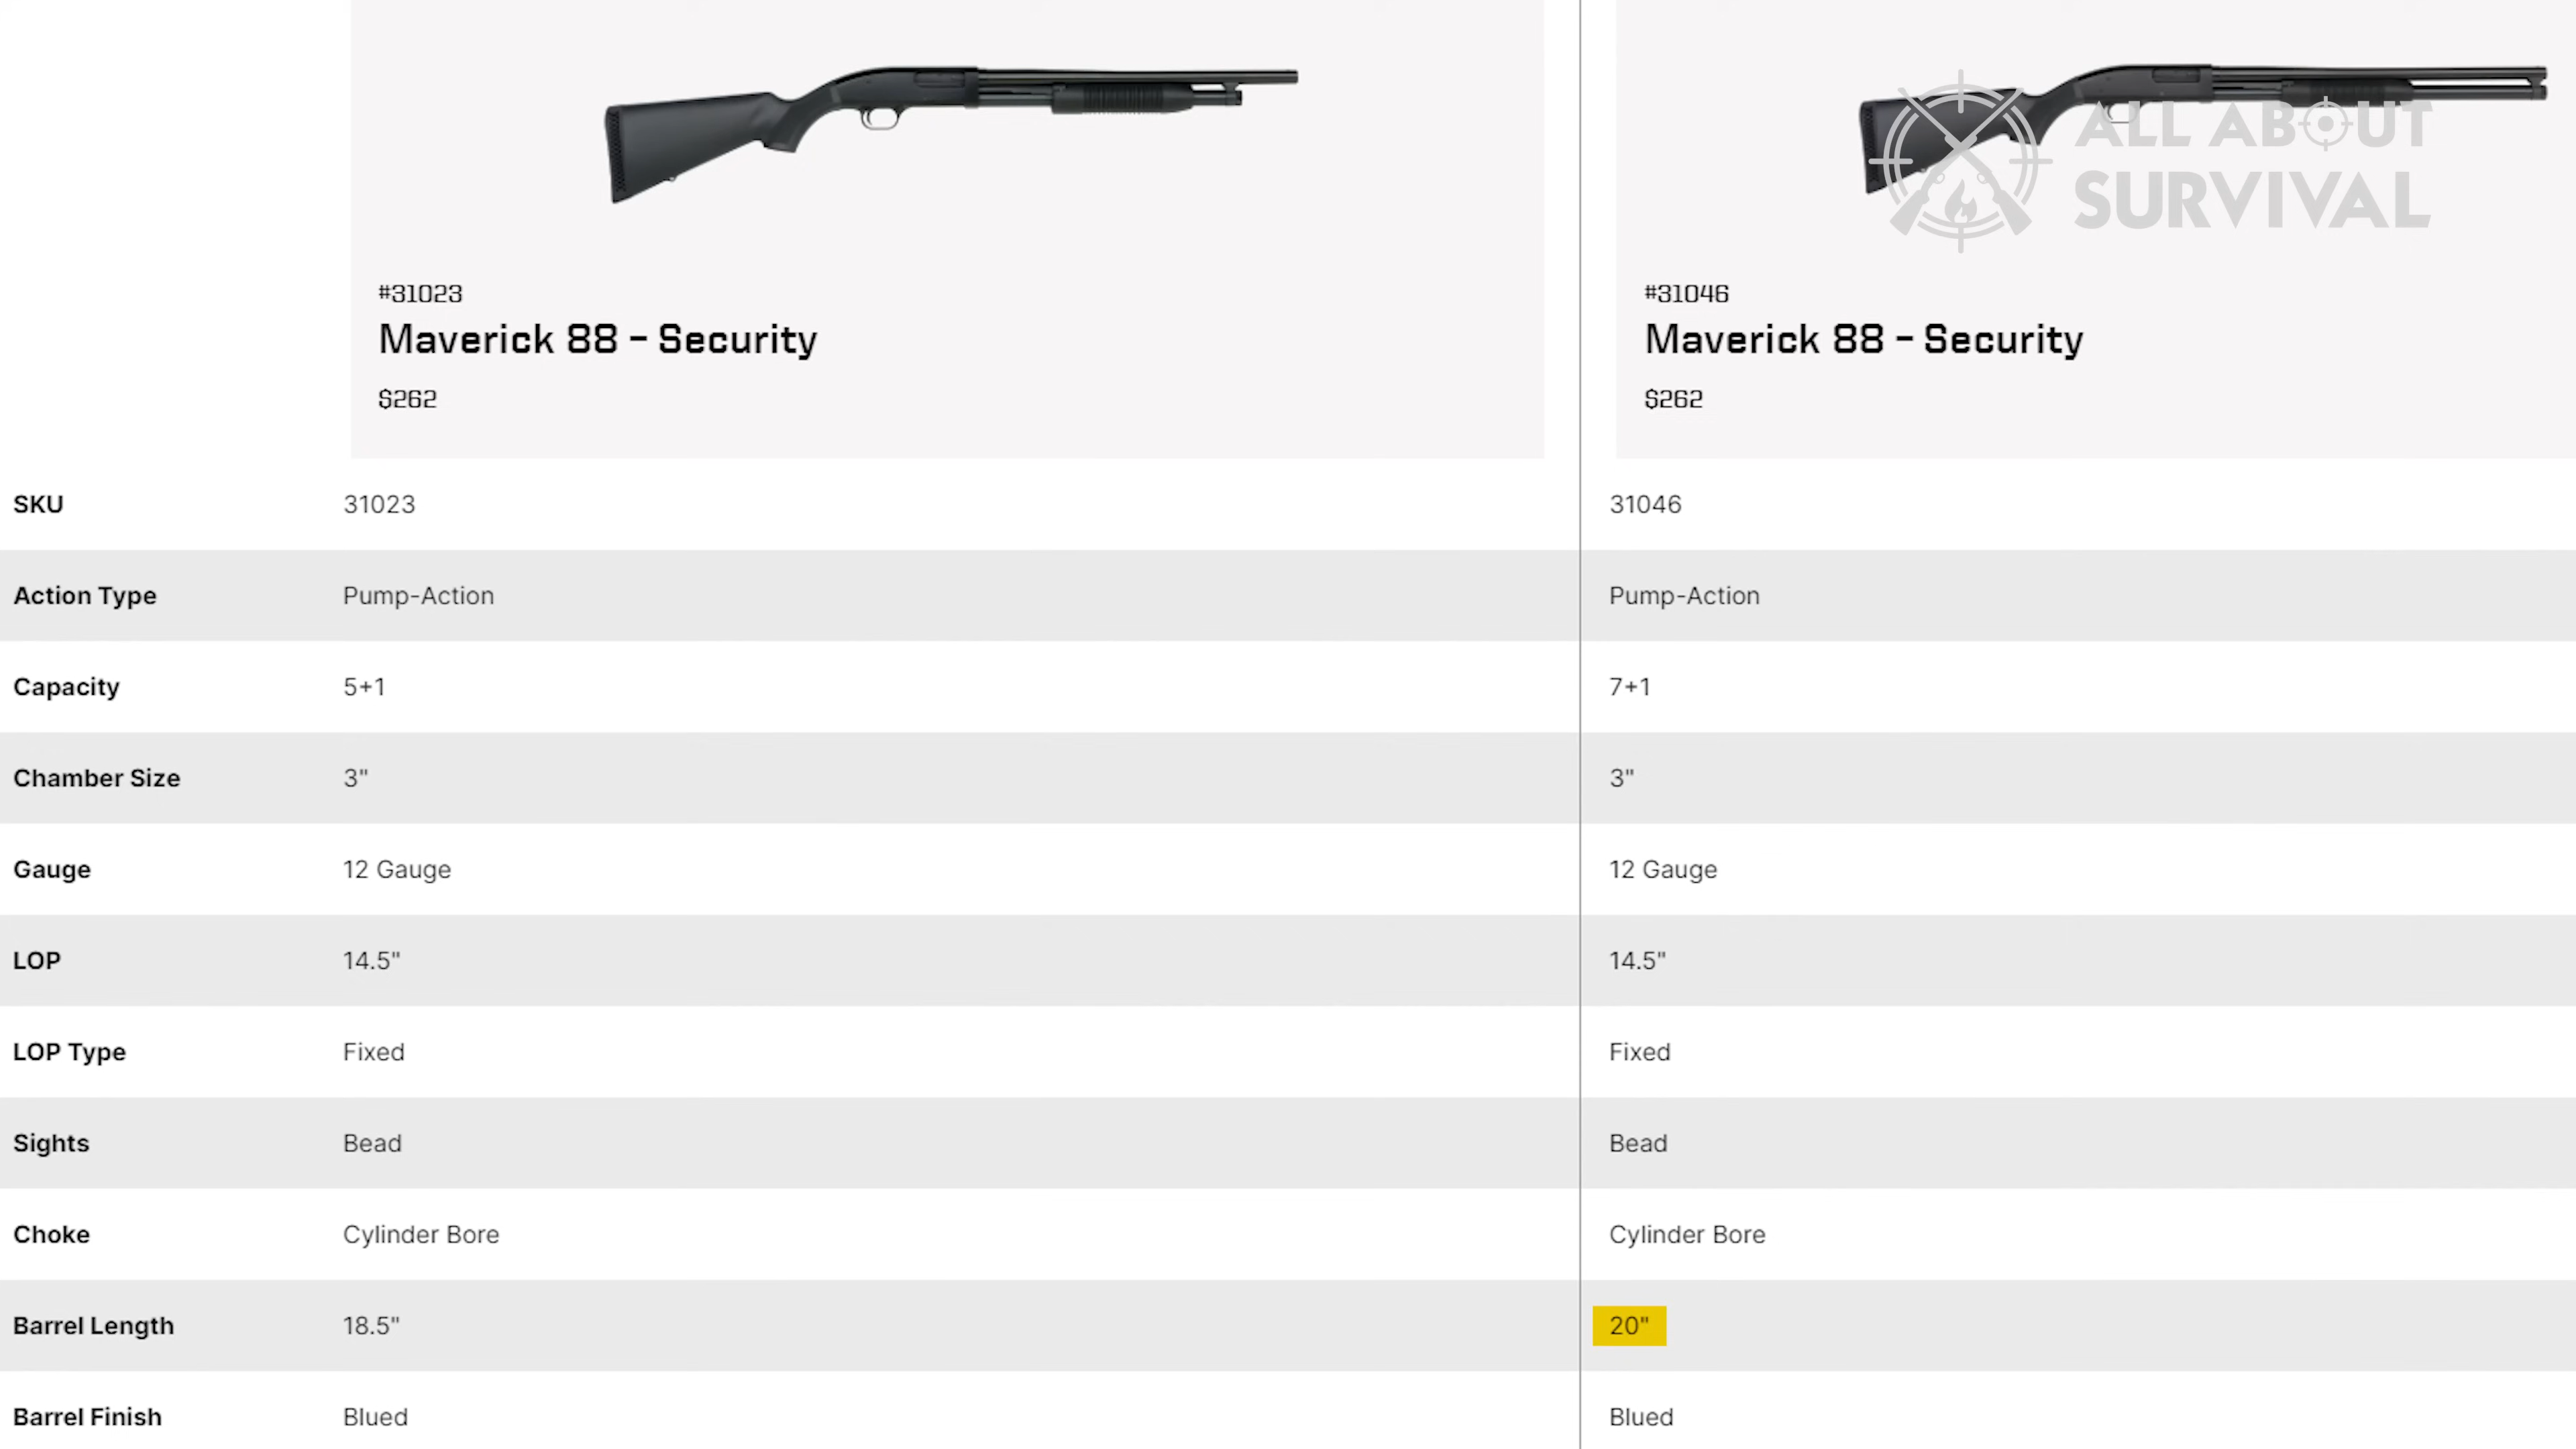 ALL ABOUT
SURVIVAL
#31023
Maverick 88 – Security
$262
#31046
Maverick 88 – Security
$262
SKU 31023 31046
Action Type Pump-Action Pump-Action
Capacity 5+1 7+1
Chamber Size 3" 3"
Gauge 12 Gauge 12 Gauge
LOP 14.5" 14.5"
LOP Type Fixed Fixed
Sights Bead Bead
Choke Cylinder Bore Cylinder Bore
Barrel Length 18.5" 20"
Barrel Finish Blued Blued